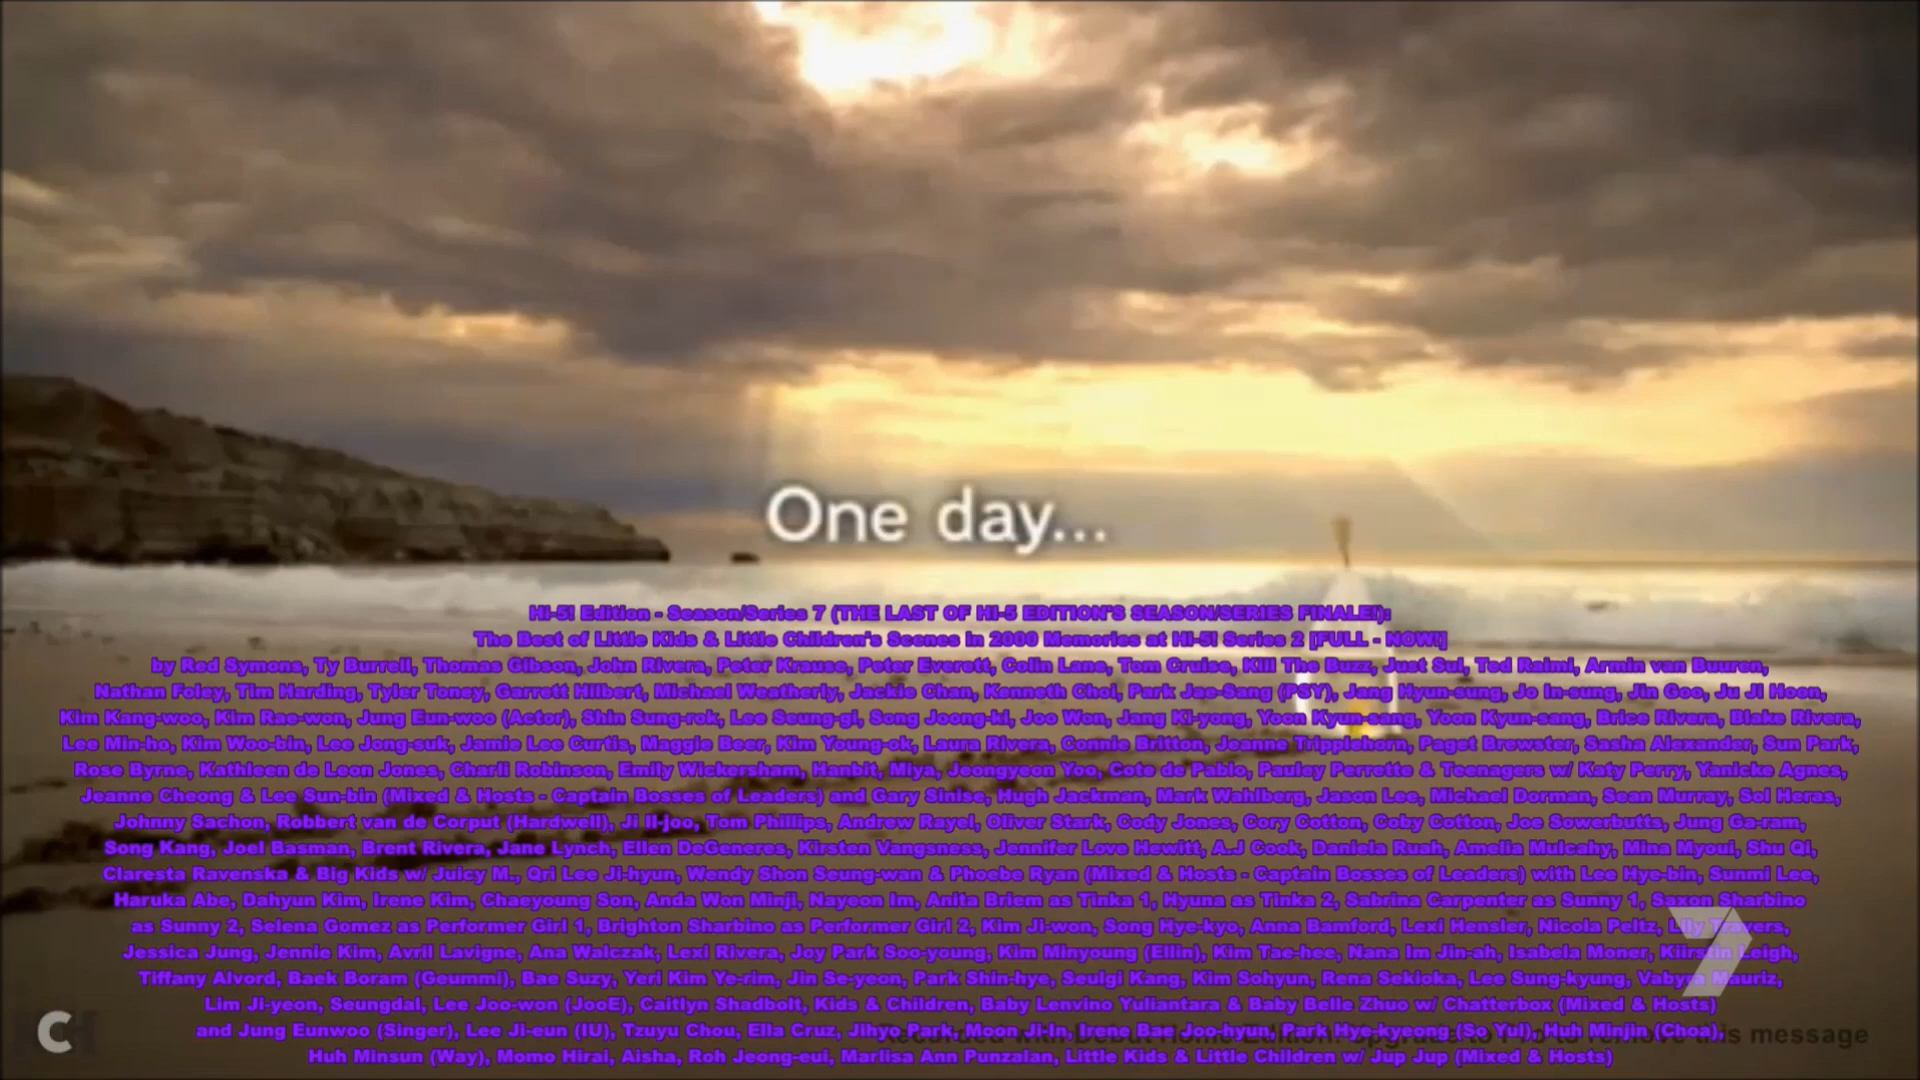 One day...
Hi-5! Edition - Season/Series 7 (THE LAST OF HI-5 EDITION'S SEASON/SERIES FINALE!):
The Best of Little Kids & Little Children's Scenes in 2009 Memories at Hi-5! Series 2 [FULL - NOW!]
by Red Symons, Ty Burrell, Thomas Gibson, John Rivera, Peter Krause, Peter Everett, Colin Lane, Tom Cruise, Kill The Buzz, Just Sul, Ted Raimi, Armin van Buuren,
Nathan Foley, Tim Harding, Tyler Toney, Garrett Hilbert, Michael Weatherly, Jackie Chan, Kenneth Choi, Park Jae-Sang (PSY), Jang Hyun-sung, Jo In-sung, Jin Goo, Ju Ji Hoon,
Kim Kang-woo, Kim Rae-won, Jung Eun-woo (Actor), Shin Sung-rok, Lee Seung-gi, Song Joong-ki, Joo Won, Jang Ki-yong, Yoon Kyun-sang, Yoon Kyun-sang, Brice Rivera, Blake Rivera,
Lee Min-ho, Kim Woo-bin, Lee Jong-suk, Jamie Lee Curtis, Maggie Beer, Kim Young-ok, Laura Rivera, Connie Britton, Jeanne Tripplehorn, Paget Brewster, Sasha Alexander, Sun Park,
Rose Byrne, Kathleen de Leon Jones, Charli Robinson, Emily Wickersham, Hanbit, Miya, Jeongyeon Yoo, Cote de Pablo, Pauley Perrette & Teenagers w/ Katy Perry, Yanicke Agnes,
Jeanne Cheong & Lee Sun-bin (Mixed & Hosts - Captain Bosses of Leaders) and Gary Sinise, Hugh Jackman, Mark Wahlberg, Jason Lee, Michael Dorman, Sean Murray, Sol Heras,
Johnny Sachon, Robbert van de Corput (Hardwell), Ji Il-joo, Tom Phillips, Andrew Rayel, Oliver Stark, Cody Jones, Cory Cotton, Coby Cotton, Joe Sowerbutts, Jung Ga-ram,
Song Kang, Joel Basman, Brent Rivera, Jane Lynch, Ellen DeGeneres, Kirsten Vangsness, Jennifer Love Hewitt, A.J Cook, Daniela Ruah, Amelia Mulcahy, Mina Myoui, Shu Qi,
Claresta Ravenska & Big Kids w/ Juicy M., Qri Lee Ji-hyun, Wendy Shon Seung-wan & Phoebe Ryan (Mixed & Hosts - Captain Bosses of Leaders) with Lee Hye-bin, Sunmi Lee,
Haruka Abe, Dahyun Kim, Irene Kim, Chaeyoung Son, Anda Won Minji, Nayeon Im, Anita Briem as Tinka 1, Hyuna as Tinka 2, Sabrina Carpenter as Sunny 1, Saxon Sharbino
as Sunny 2, Selena Gomez as Performer Girl 1, Brighton Sharbino as Performer Girl 2, Kim Ji-won, Song Hye-kyo, Anna Bamford, Lexi Hensler, Nicola Peltz, Lily Travers,
Jessica Jung, Jennie Kim, Avril Lavigne, Ana Walczak, Lexi Rivera, Joy Park Soo-young, Kim Minyoung (Ellin), Kim Tae-hee, Nana Im Jin-ah, Isabela Moner, Kiirstin Leigh,
Tiffany Alvord, Baek Boram (Geummi), Bae Suzy, Yeri Kim Ye-rim, Jin Se-yeon, Park Shin-hye, Seulgi Kang, Kim Sohyun, Rena Sekioka, Lee Sung-kyung, Vabyra Mauriz,
Lim Ji-yeon, Seungdal, Lee Joo-won (JooE), Caitlyn Shadbolt, Kids & Children, Baby Lenvino Yuliantara & Baby Belle Zhuo w/ Chatterbox (Mixed & Hosts)
and Jung Eunwoo (Singer), Lee Ji-eun (IU), Tzuyu Chou, Ella Cruz, Jihyo Park, Moon Ji-In, Irene Bae Joo-hyun, Park Hye-kyeong (So Yul), Huh Minjin (Choa),
Huh Minsun (Way), Momo Hirai, Aisha, Roh Jeong-eui, Marlisa Ann Punzalan, Little Kids & Little Children w/ Jup Jup (Mixed & Hosts)
7
C
this message